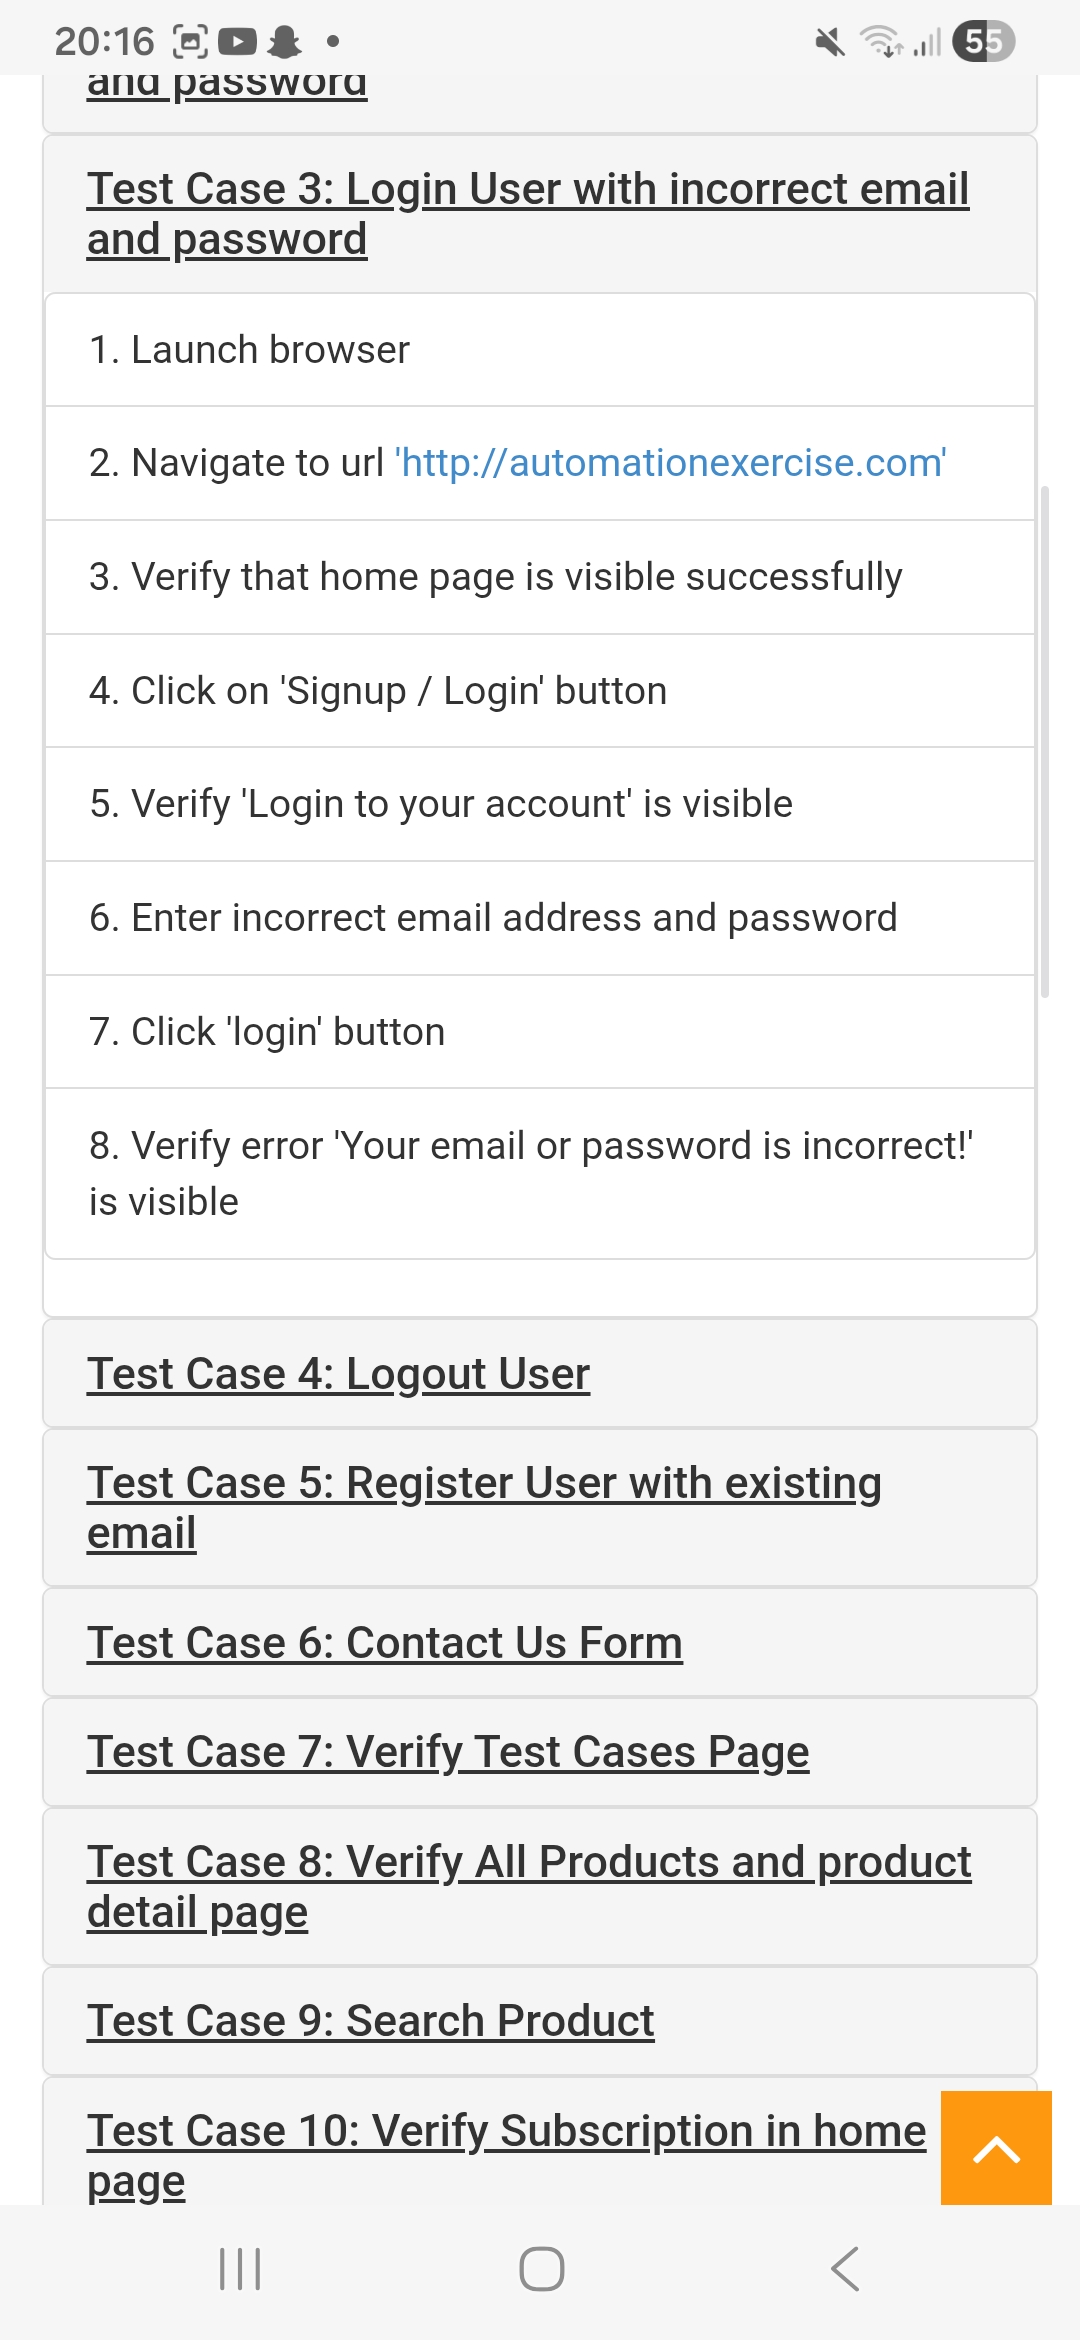 20:16
55
and password
Test Case 3: Login User with incorrect email
and password
1. Launch browser
2. Navigate to url 'http://automationexercise.com'
3. Verify that home page is visible successfully
4. Click on 'Signup / Login' button
5. Verify 'Login to your account' is visible
6. Enter incorrect email address and password
7. Click 'login' button
8. Verify error 'Your email or password is incorrect!'
is visible
Test Case 4: Logout User
Test Case 5: Register User with existing
email
Test Case 6: Contact Us Form
Test Case 7: Verify Test Cases Page
Test Case 8: Verify All Products and product
detail page
Test Case 9: Search Product
Test Case 10: Verify Subscription in home
page